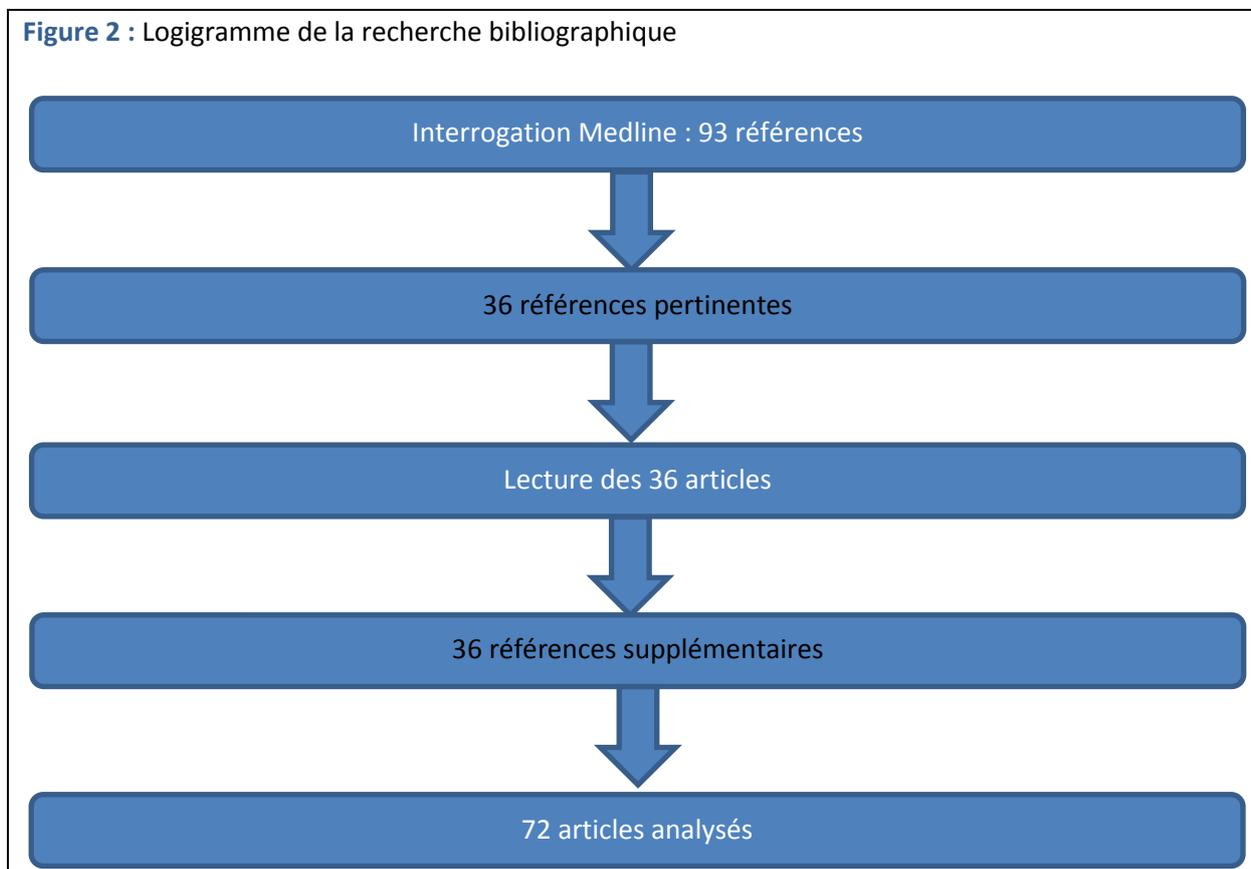 Figure 2 : Logigramme de la recherche bibliographique
Interrogation Medline : 93 références
36 références pertinentes
Lecture des 36 articles
36 références supplémentaires
72 articles analysés